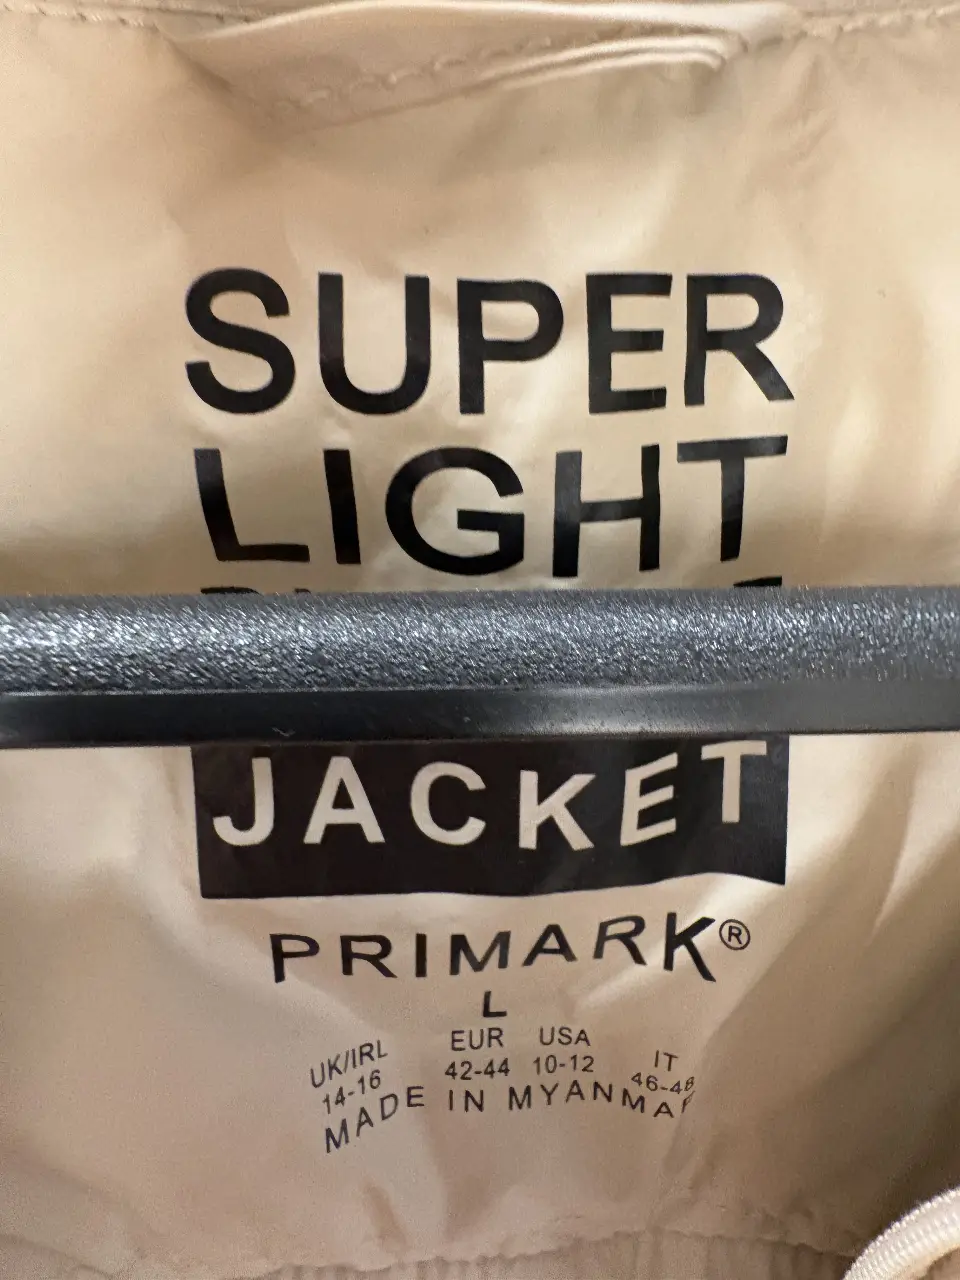 SUPER
LIGHT
JACKET
PRIMARK®
L
UK/IRL EUR USA IT
14-16 42-44 10-12 46-48
MADE IN MYANMAR